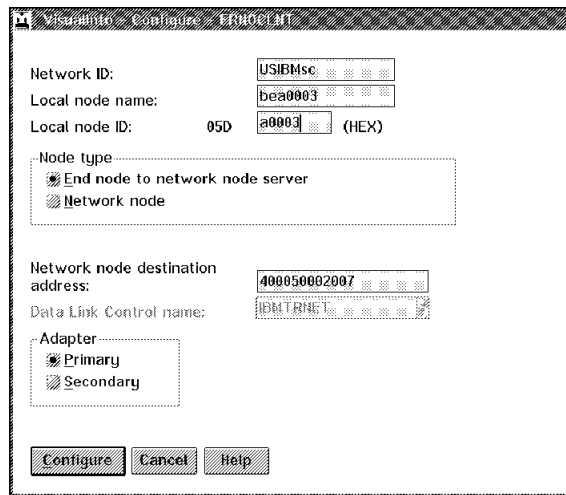 VisualInfo - Configure - FRNOCLNT
Network ID: USIBMsc
Local node name: bea0003
Local node ID: 05D a0003 (HEX)
Node type
End node to network node server
Network node
Network node destination
address: 400050002007
Data Link Control name: IBMTRNET
Adapter
Primary
Secondary
Configure Cancel Help